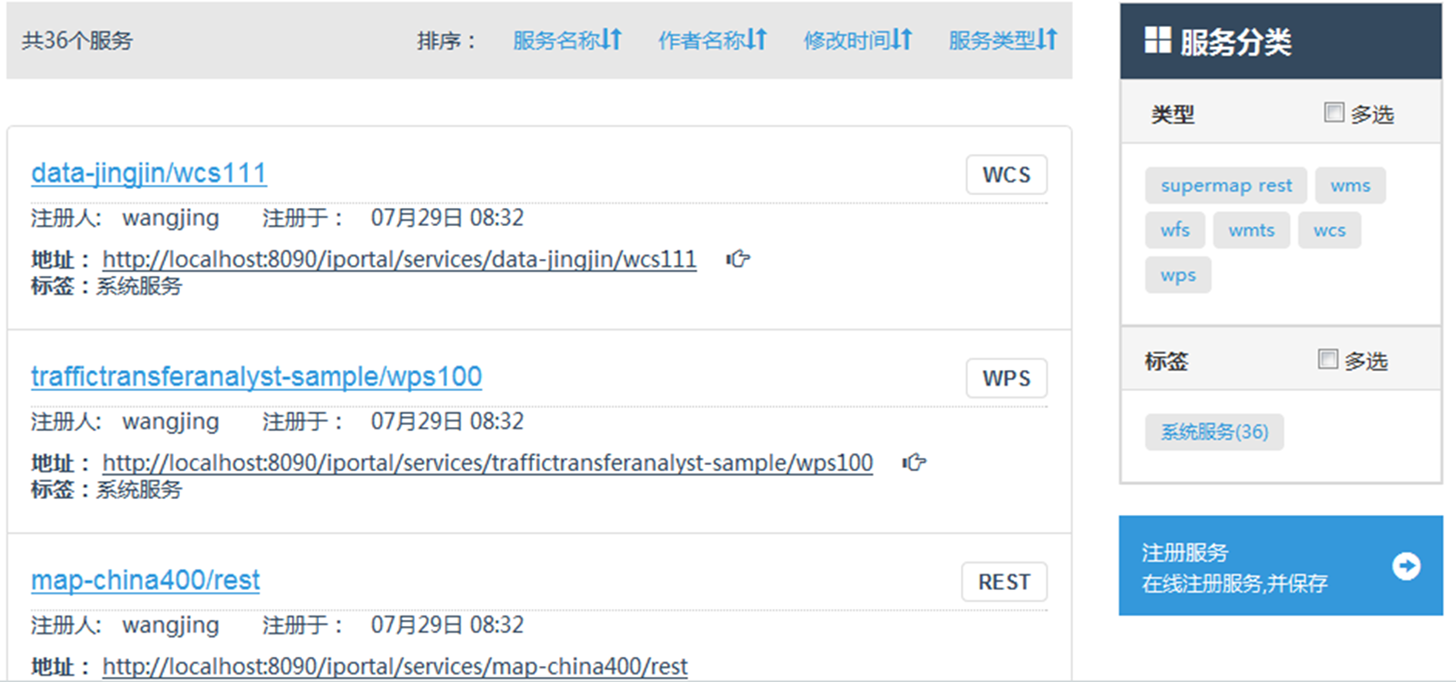 共36个服务 排序： 服务名称 作者名称 修改时间 服务类型
data-jingjin/wcs111 WCS
注册人: wangjing 注册于： 07月29日 08:32
地址： http://localhost:8090/iportal/services/data-jingjin/wcs111
标签：系统服务
traffictransferanalyst-sample/wps100 WPS
注册人: wangjing 注册于： 07月29日 08:32
地址： http://localhost:8090/iportal/services/traffictransferanalyst-sample/wps100
标签：系统服务
map-china400/rest REST
注册人: wangjing 注册于： 07月29日 08:32
地址： http://localhost:8090/iportal/services/map-china400/rest
服务分类
类型 多选
supermap rest wms
wfs wmts wcs
wps
标签 多选
系统服务(36)
注册服务
在线注册服务,并保存